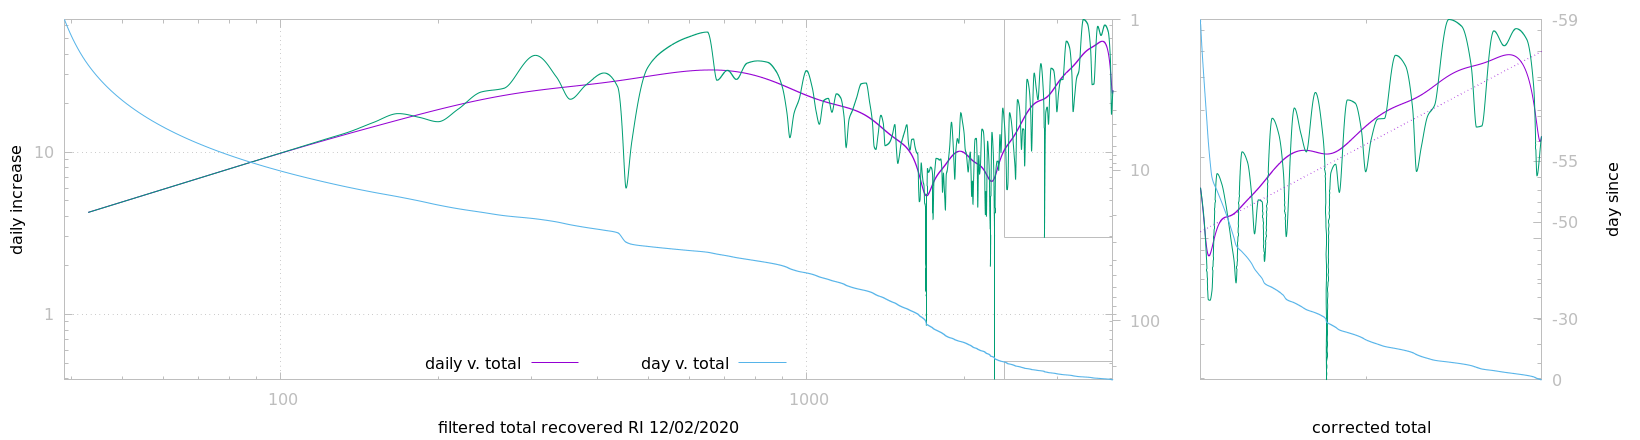 daily increase
10
1
100
1000
1
10
100
daily v. total
day v. total
filtered total recovered RI 12/02/2020
-59
-55
-50
-30
0
day since
corrected total